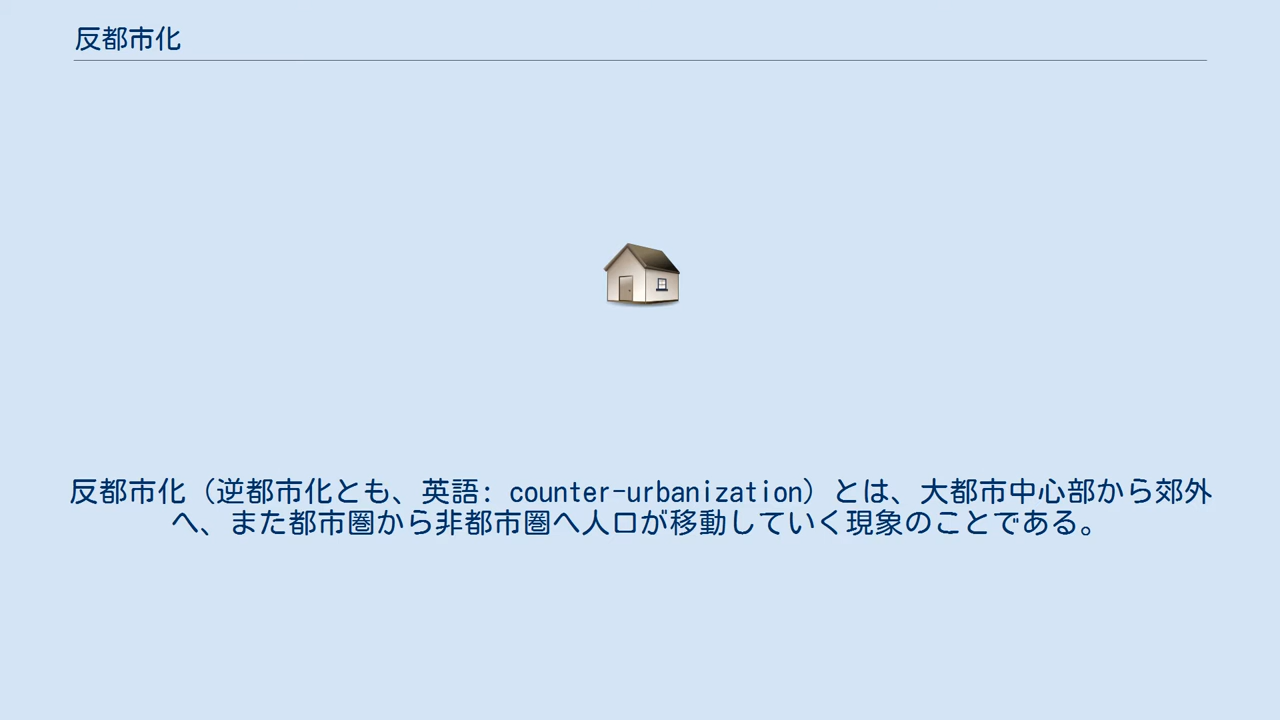 反都市化
反都市化（逆都市化とも、英語: counter-urbanization）とは、大都市中心部から郊外
へ、また都市圏から非都市圏へ人口が移動していく現象のことである。